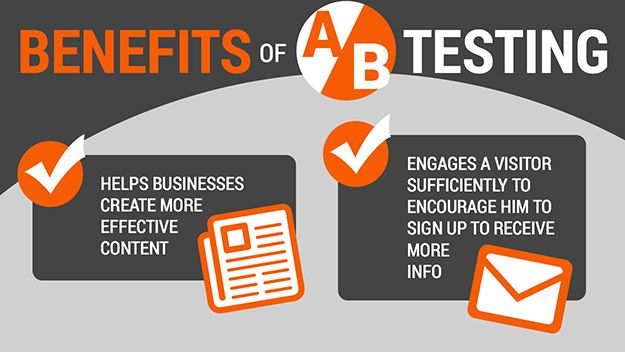 BENEFITS OF A/B TESTING
HELPS BUSINESSES
CREATE MORE
EFFECTIVE
CONTENT
ENGAGES A VISITOR
SUFFICIENTLY TO
ENCOURAGE HIM TO
SIGN UP TO RECEIVE
MORE
INFO